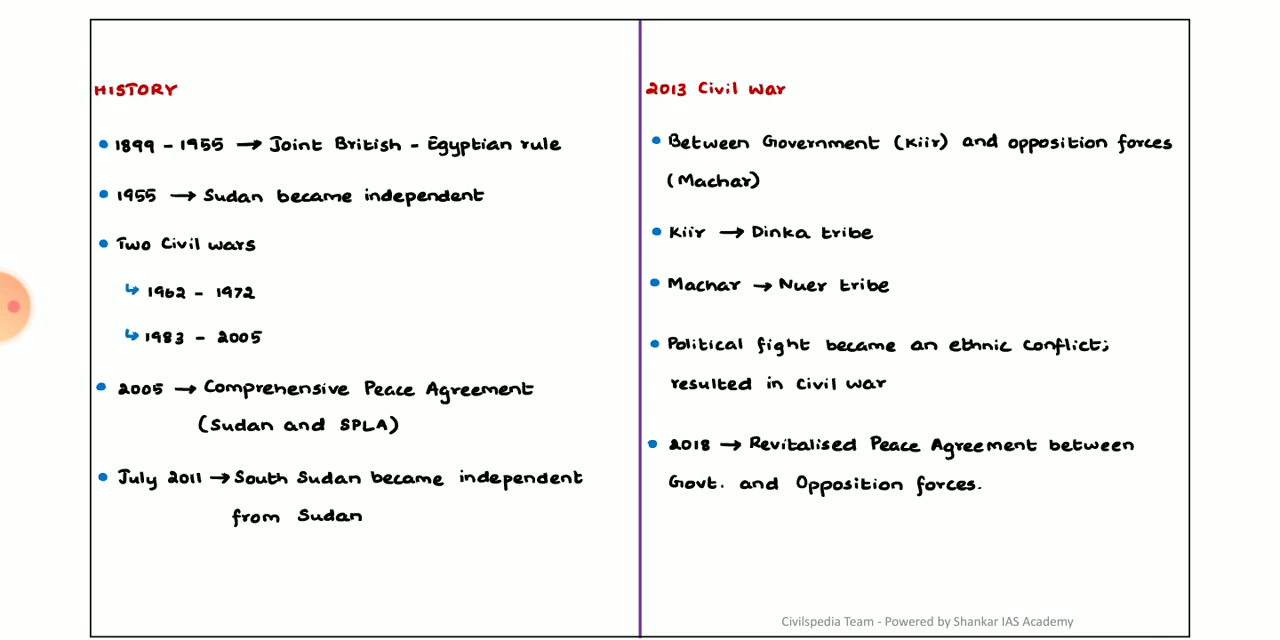 HISTORY
• 1899 - 1955 → Joint British - Egyptian rule
• 1955 → Sudan became independent
• Two Civil wars
↳ 1962 - 1972
↳ 1983 - 2005
• 2005 → Comprehensive Peace Agreement
(Sudan and SPLA)
• July 2011 → South Sudan became independent
from Sudan
2013 Civil War
• Between Government (Kiir) and opposition forces
(Machar)
• Kiir → Dinka tribe
• Machar → Nuer tribe
• Political fight became an ethnic conflict;
resulted in civil war
• 2018 → Revitalised Peace Agreement between
Govt. and Opposition forces.
Civilspedia Team - Powered by Shankar IAS Academy